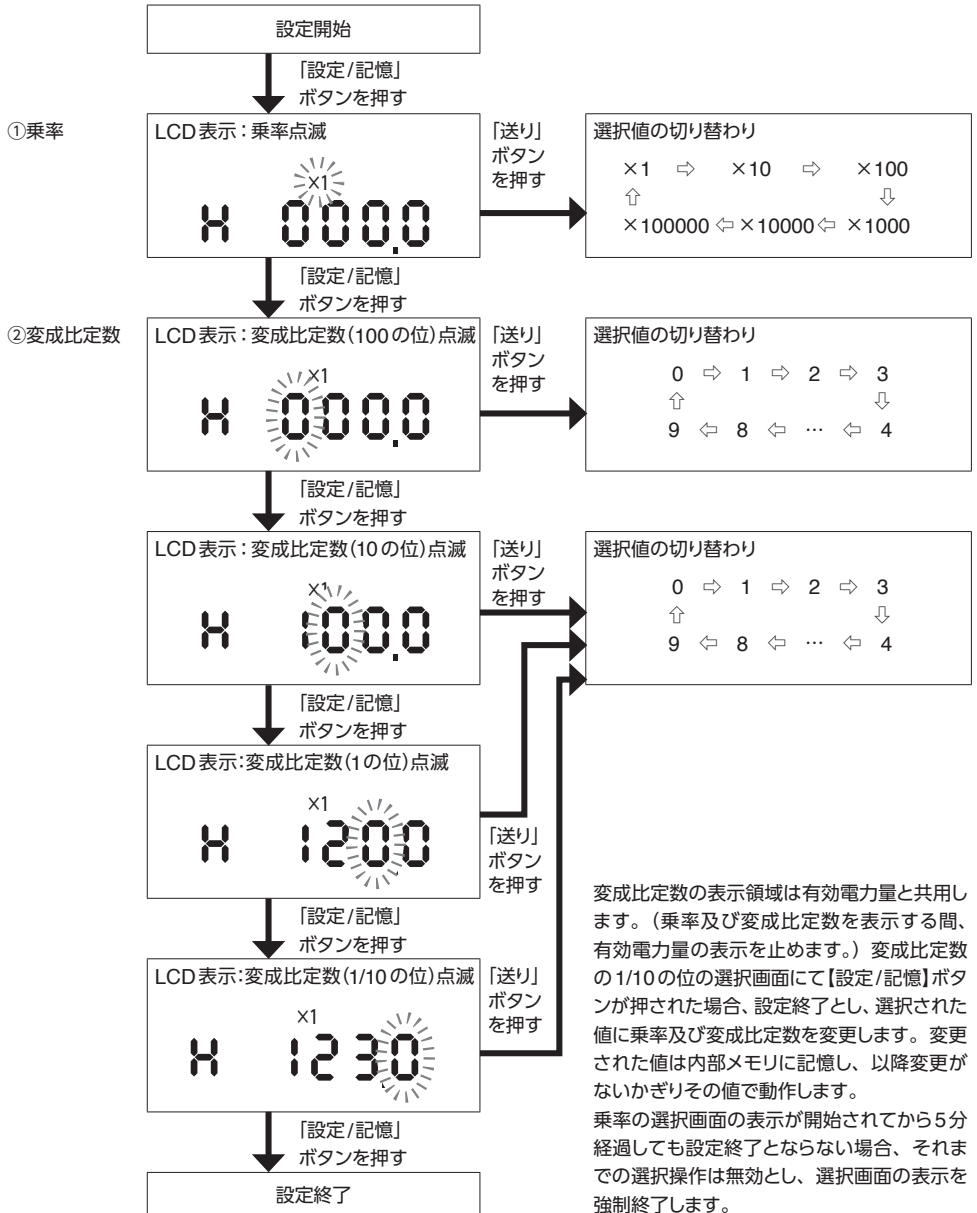 設定開始
「設定/記憶」
ボタンを押す
①乗率
LCD表示：乗率点滅
×1
H 000.0
「送り」
ボタン
を押す
選択値の切り替わり
×1 ⇨ ×10 ⇨ ×100
⇧ ⇩
×100000 ⇦ ×10000 ⇦ ×1000
「設定/記憶」
ボタンを押す
②変成比定数
LCD表示：変成比定数(100の位)点滅
×1
H 000.0
「送り」
ボタン
を押す
選択値の切り替わり
0 ⇨ 1 ⇨ 2 ⇨ 3
⇧ ⇩
9 ⇦ 8 ⇦ … ⇦ 4
「設定/記憶」
ボタンを押す
LCD表示：変成比定数(10の位)点滅
×1
H 100.0
「送り」
ボタン
を押す
選択値の切り替わり
0 ⇨ 1 ⇨ 2 ⇨ 3
⇧ ⇩
9 ⇦ 8 ⇦ … ⇦ 4
「設定/記憶」
ボタンを押す
LCD表示:変成比定数(1の位)点滅
×1
H 120.0
「送り」
ボタン
を押す
「設定/記憶」
ボタンを押す
LCD表示:変成比定数(1/10の位)点滅
×1
H 1230
「送り」
ボタン
を押す
「設定/記憶」
ボタンを押す
設定終了
変成比定数の表示領域は有効電力量と共用し
ます。（乗率及び変成比定数を表示する間、
有効電力量の表示を止めます。）変成比定数
の1/10の位の選択画面にて【設定/記憶】ボタ
ンが押された場合、設定終了とし、選択された
値に乗率及び変成比定数を変更します。変更
された値は内部メモリに記憶し、以降変更が
ないかぎりその値で動作します。
乗率の選択画面の表示が開始されてから5分
経過しても設定終了とならない場合、それま
での選択操作は無効とし、選択画面の表示を
強制終了します。